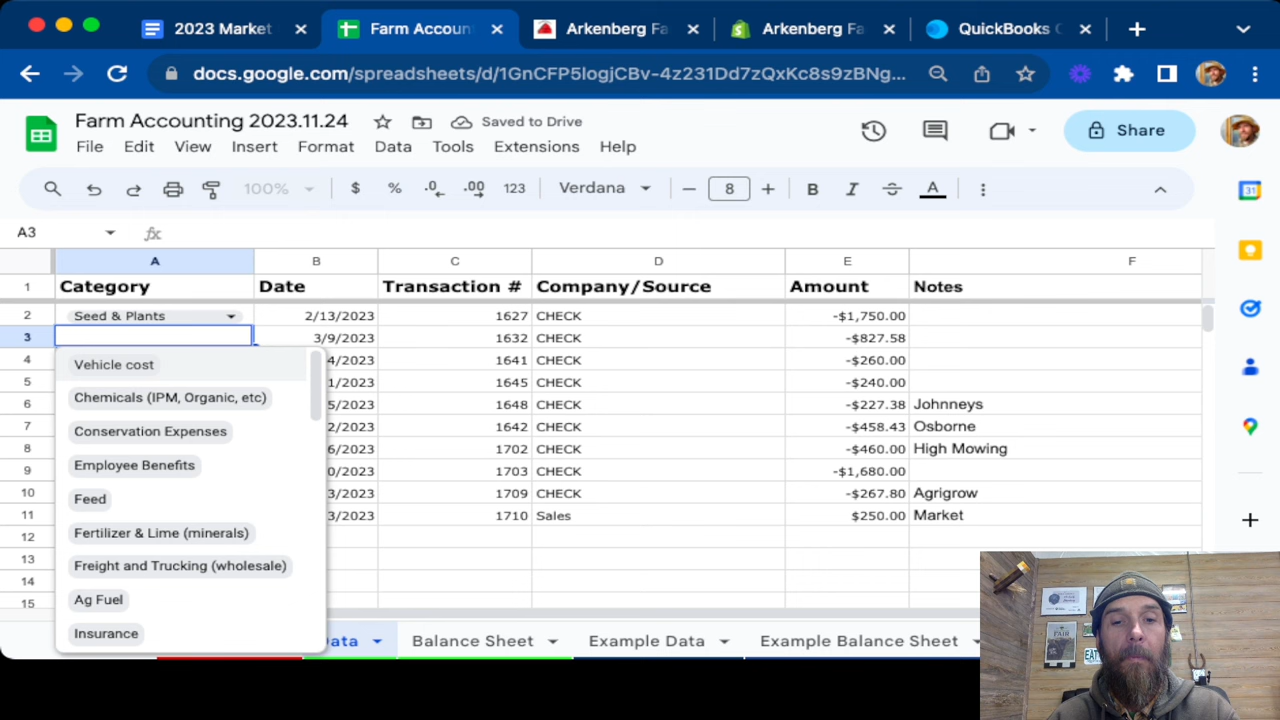 2023 Market
Farm Accoun
Arkenberg Fa
Arkenberg Fa
QuickBooks
docs.google.com/spreadsheets/d/1GnCFP5logjCBv-4z231Dd7zQxKc8s9zBNg...
Farm Accounting 2023.11.24
Saved to Drive
File Edit View Insert Format Data Tools Extensions Help
Share
100% $ % .0 .00 123 Verdana 8 B I A
A3 fx
A B C D E F
1 Category Date Transaction # Company/Source Amount Notes
2 Seed & Plants 2/13/2023 1627 CHECK -$1,750.00
3 3/9/2023 1632 CHECK -$827.58
4 4/2023 1641 CHECK -$260.00
5 1/2023 1645 CHECK -$240.00
6 5/2023 1648 CHECK -$227.38 Johnneys
7 2/2023 1642 CHECK -$458.43 Osborne
8 6/2023 1702 CHECK -$460.00 High Mowing
9 0/2023 1703 CHECK -$1,680.00
10 3/2023 1709 CHECK -$267.80 Agrigrow
11 3/2023 1710 Sales $250.00 Market
12
13
14
15
Vehicle cost
Chemicals (IPM, Organic, etc)
Conservation Expenses
Employee Benefits
Feed
Fertilizer & Lime (minerals)
Freight and Trucking (wholesale)
Ag Fuel
Insurance
Data Balance Sheet Example Data Example Balance Sheet
31
FAIR
EAT